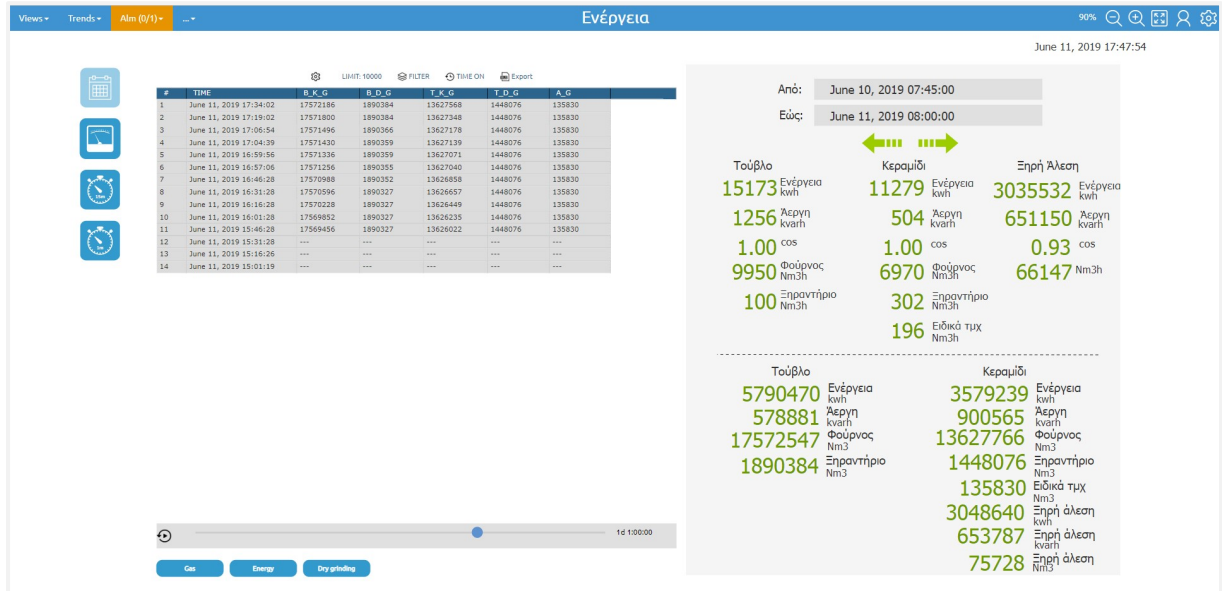 Views Trends Alm (0/1) ... Ενέργεια 90%
June 11, 2019 17:47:54
LIMIT: 10000 FILTER TIME ON Export
# TIME B_K_G B_D_G T_K_G T_D_G A_G
1 June 11, 2019 17:34:02 17572186 1890384 13627568 1448076 135830
2 June 11, 2019 17:19:02 17571800 1890384 13627348 1448076 135830
3 June 11, 2019 17:06:54 17571496 1890366 13627178 1448076 135830
4 June 11, 2019 17:04:39 17571430 1890359 13627139 1448076 135830
5 June 11, 2019 16:59:56 17571336 1890359 13627071 1448076 135830
6 June 11, 2019 16:57:06 17571256 1890355 13627040 1448076 135830
7 June 11, 2019 16:46:28 17570988 1890352 13626858 1448076 135830
8 June 11, 2019 16:31:28 17570596 1890327 13626657 1448076 135830
9 June 11, 2019 16:16:28 17570228 1890327 13626449 1448076 135830
10 June 11, 2019 16:01:28 17569852 1890327 13626235 1448076 135830
11 June 11, 2019 15:46:28 17569456 1890327 13626022 1448076 135830
12 June 11, 2019 15:31:28 --- --- --- --- ---
13 June 11, 2019 15:16:26 --- --- --- --- ---
14 June 11, 2019 15:01:19 --- --- --- --- ---
1d 1:00:00
Gas Energy Dry grinding
Από: June 10, 2019 07:45:00
Εώς: June 11, 2019 08:00:00
Τούβλο Κεραμίδι Ξηρή Άλεση
15173 Ενέργεια kwh 11279 Ενέργεια kwh 3035532 Ενέργεια kwh
1256 Άεργη kvarh 504 Άεργη kvarh 651150 Άεργη kvarh
1.00 cos 1.00 cos 0.93 cos
9950 Φούρνος Nm3h 6970 Φούρνος Nm3h 66147 Nm3h
100 Ξηραντήριο Nm3h 302 Ξηραντήριο Nm3h
196 Ειδικά τμχ Nm3h
Τούβλο Κεραμίδι
5790470 Ενέργεια kwh 3579239 Ενέργεια kwh
578881 Άεργη kvarh 900565 Άεργη kvarh
17572547 Φούρνος Nm3 13627766 Φούρνος Nm3
1890384 Ξηραντήριο Nm3 1448076 Ξηραντήριο Nm3
135830 Ειδικά τμχ Nm3
3048640 Ξηρή άλεση kwh
653787 Ξηρή άλεση kvarh
75728 Ξηρή άλεση Nm3